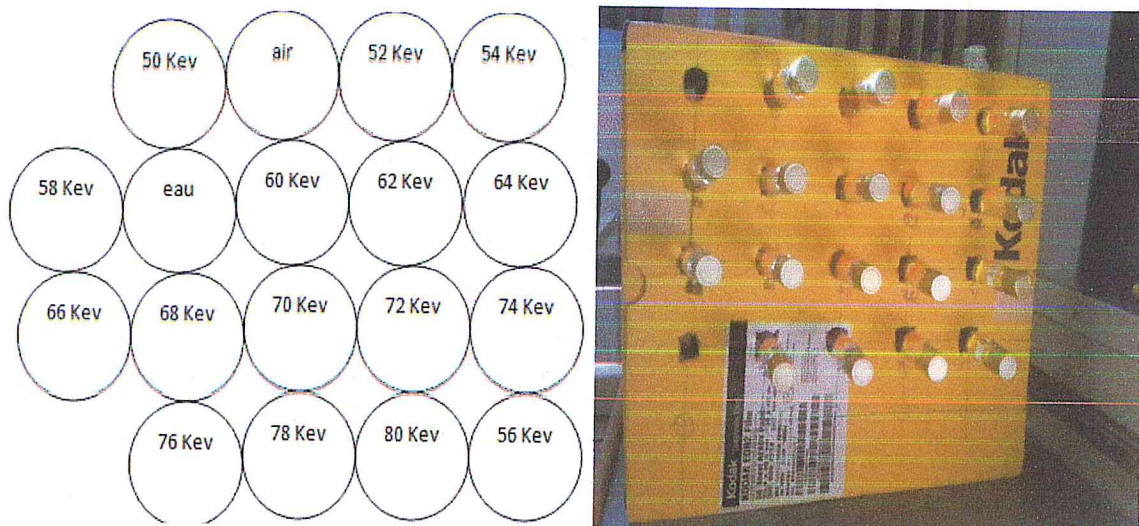 50 Kev
air
52 Kev
54 Kev
58 Kev
eau
60 Kev
62 Kev
64 Kev
66 Kev
68 Kev
70 Kev
72 Kev
74 Kev
76 Kev
78 Kev
80 Kev
56 Kev
Kodak
Kodak